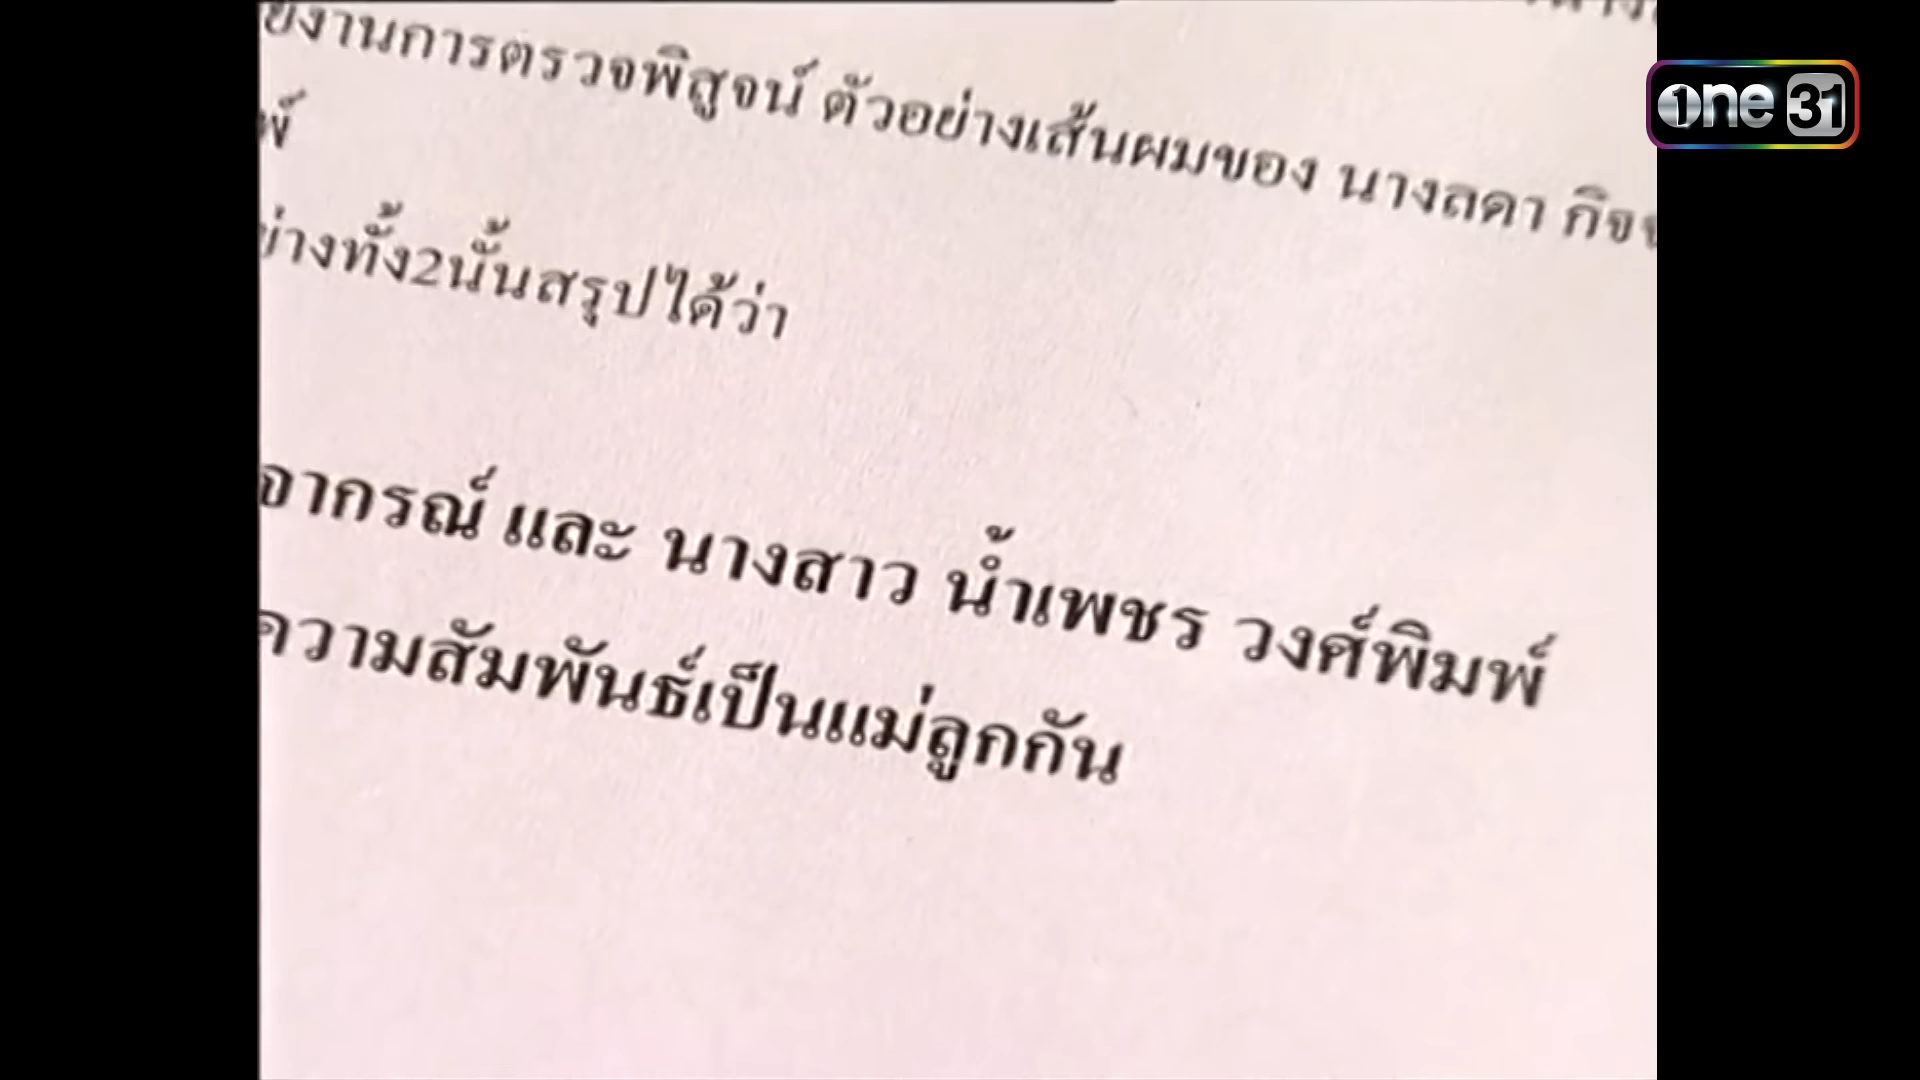 one31
ยงานการตรวจพิสูจน์ ตัวอย่างเส้นผมของ นางลดา กิจจ
พ์
ย่างทั้ง2นั้นสรุปได้ว่า
จากรณ์ และ นางสาว น้ำเพชร วงศ์พิมพ์
ความสัมพันธ์เป็นแม่ลูกกัน